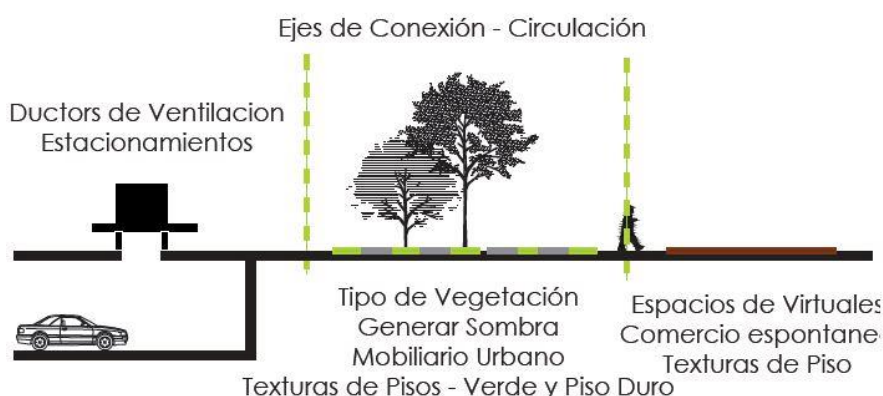 Ejes de Conexión - Circulación
Ductors de Ventilacion
Estacionamientos
Tipo de Vegetación
Generar Sombra
Mobiliario Urbano
Texturas de Pisos - Verde y Piso Duro
Espacios de Virtuales
Comercio espontane
Texturas de Piso